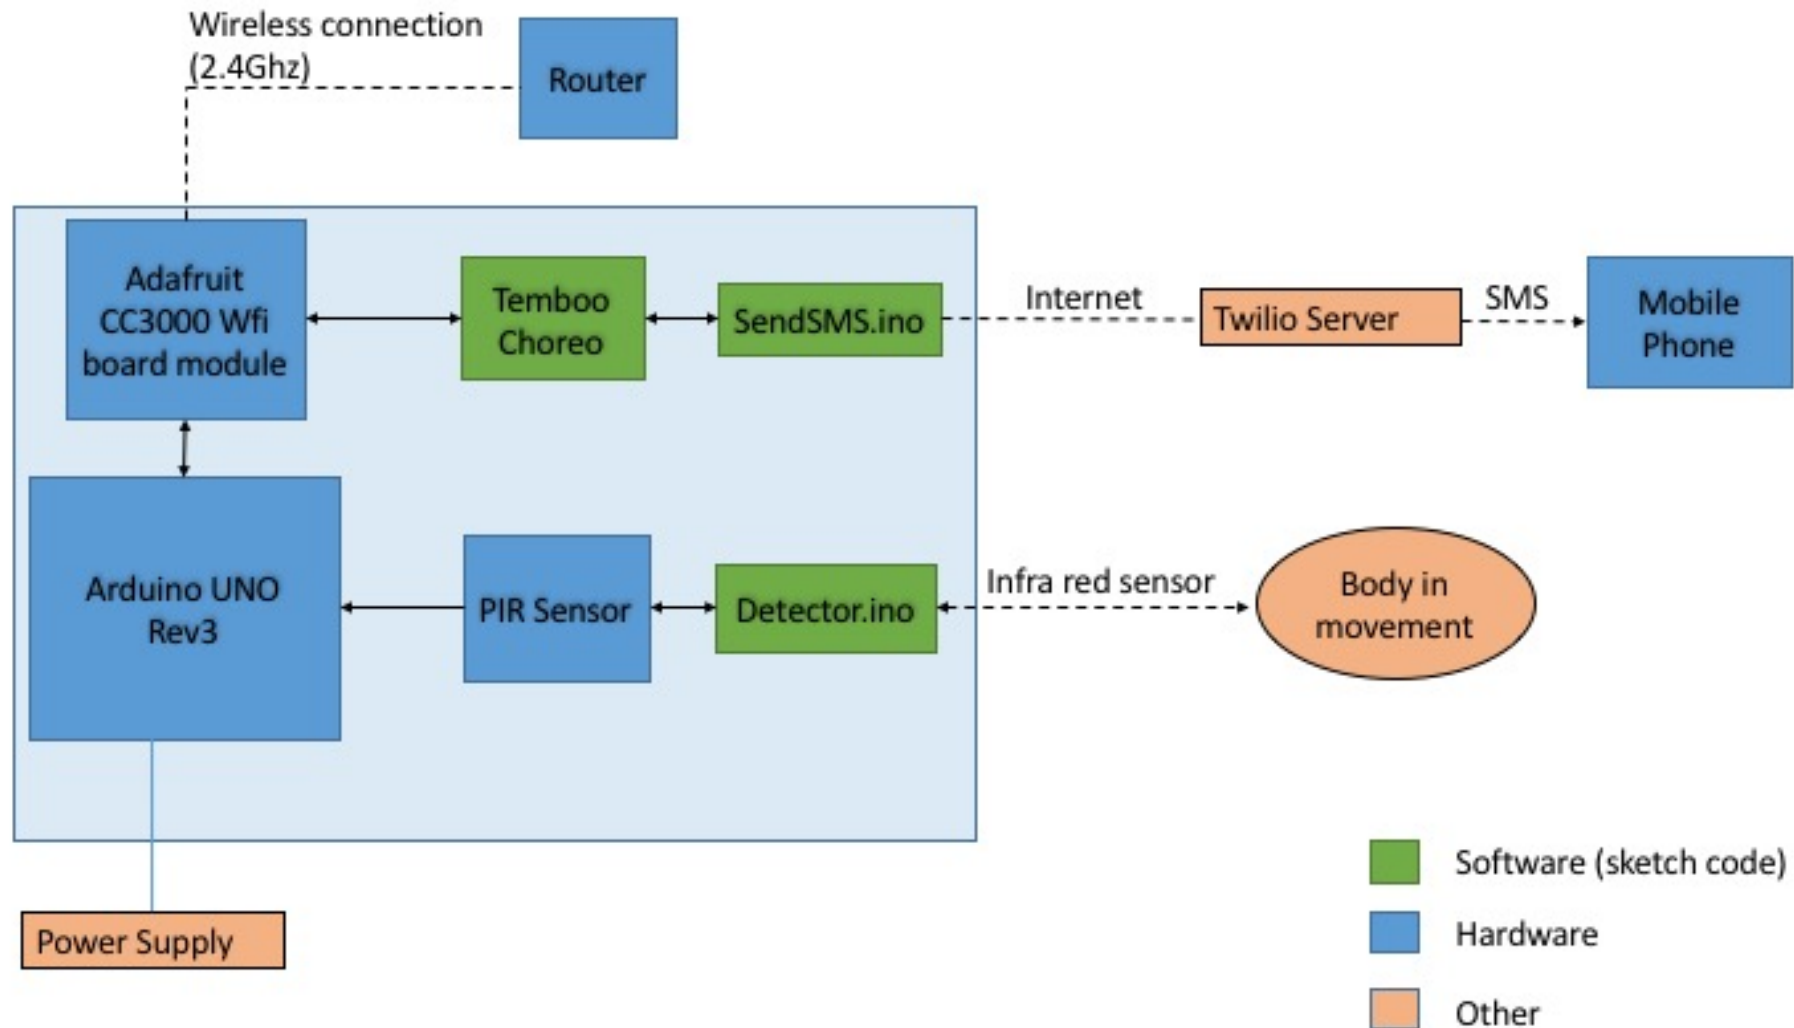 Wireless connection
(2.4Ghz)
Router
Adafruit
CC3000 Wfi
board module
Temboo
Choreo
SendSMS.ino
Internet
Twilio Server
SMS
Mobile
Phone
Arduino UNO
Rev3
PIR Sensor
Detector.ino
Infra red sensor
Body in
movement
Power Supply
Software (sketch code)
Hardware
Other